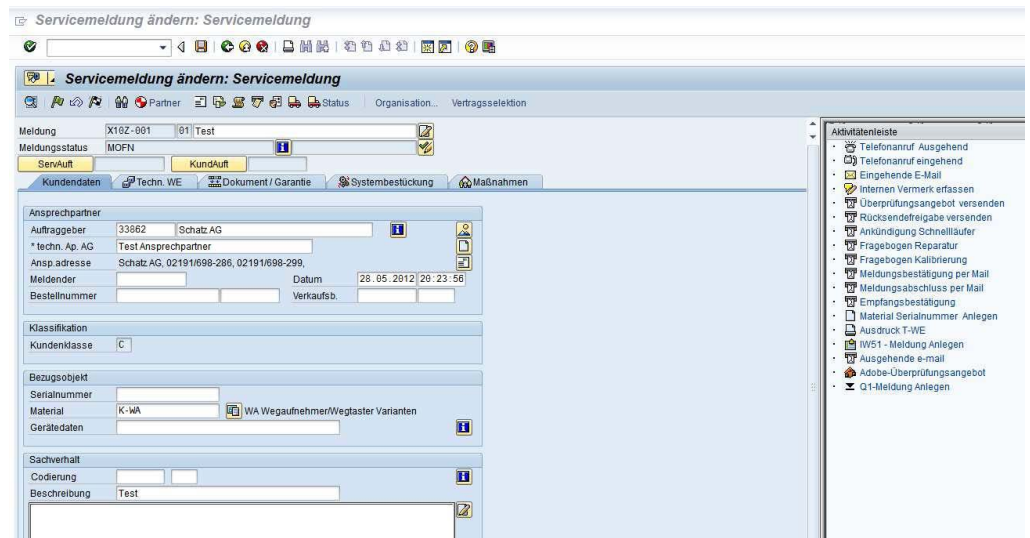 Servicemeldung ändern: Servicemeldung
Servicemeldung ändern: Servicemeldung
Partner Status Organisation... Vertragsselektion
Meldung X10Z-001 01 Test
Meldungsstatus MOFN
ServAuft KundAuft
Kundendaten Techn. WE Dokument / Garantie Systembestückung Maßnahmen
Ansprechpartner
Auftraggeber 33862 Schatz AG
* techn. Ap. AG Test Ansprechpartner
Ansp.adresse Schatz AG, 02191/698-286, 02191/698-299,
Meldender Datum 28.05.2012 20:23:56
Bestellnummer Verkaufsb.
Klassifikation
Kundenklasse C
Bezugsobjekt
Serialnummer
Material K-WA WA Wegaufnehmer/Wegtaster Varianten
Gerätedaten
Sachverhalt
Codierung
Beschreibung Test
Aktivitätenleiste
Telefonanruf Ausgehend
Telefonanruf eingehend
Eingehende E-Mail
Internen Vermerk erfassen
Überprüfungsangebot versenden
Rücksendefreigabe versenden
Ankündigung Schnellläufer
Fragebogen Reparatur
Fragebogen Kalibrierung
Meldungsbestätigung per Mail
Meldungsabschluss per Mail
Empfangsbestätigung
Material Serialnummer Anlegen
Ausdruck T-WE
IW51 - Meldung Anlegen
Ausgehende e-mail
Adobe-Überprüfungsangebot
Q1-Meldung Anlegen